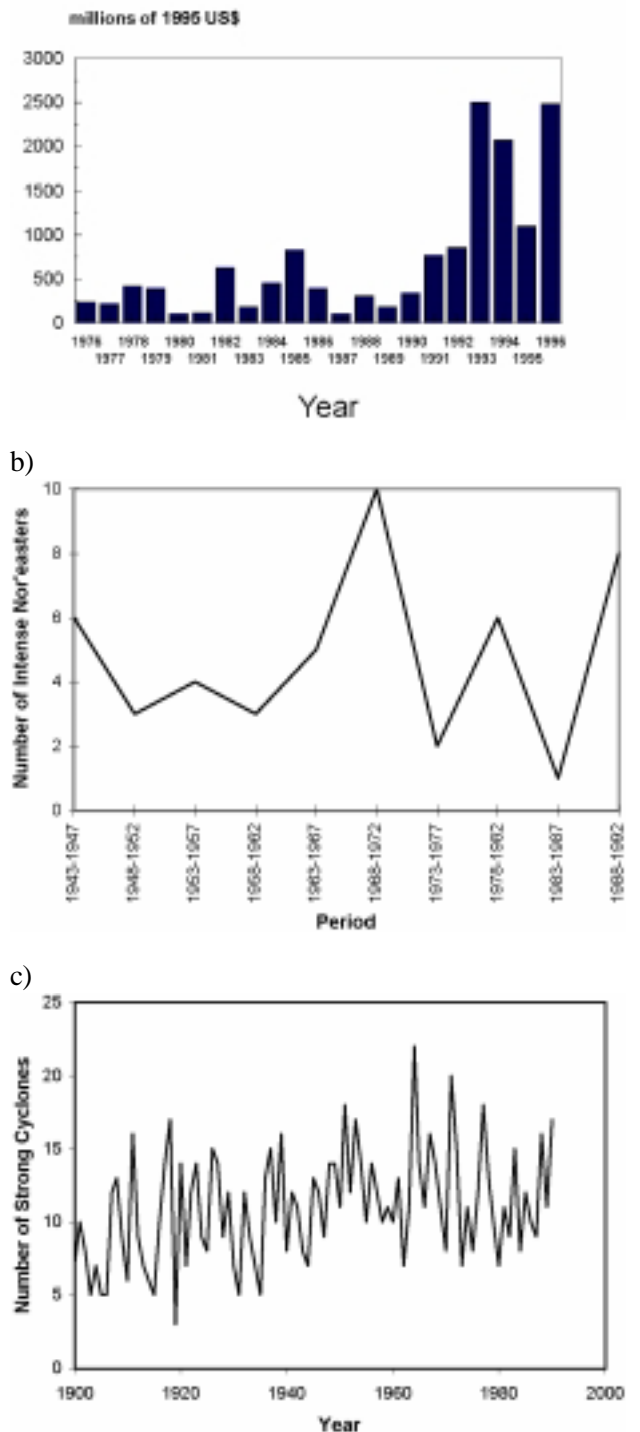 millions of 1995 US$
3000
2500
2000
1500
1000
500
0
1976 1978 1980 1982 1984 1986 1988 1990 1992 1994 1996
1977 1979 1981 1983 1985 1987 1989 1991 1993 1995
Year
b)
Number of Intense Nor'easters
10
8
6
4
2
0
1943-1947
1948-1952
1953-1957
1958-1962
1963-1967
1968-1972
1973-1977
1978-1982
1983-1987
1988-1992
Period
c)
Number of Strong Cyclones
25
20
15
10
5
0
1900 1920 1940 1960 1980 2000
Year